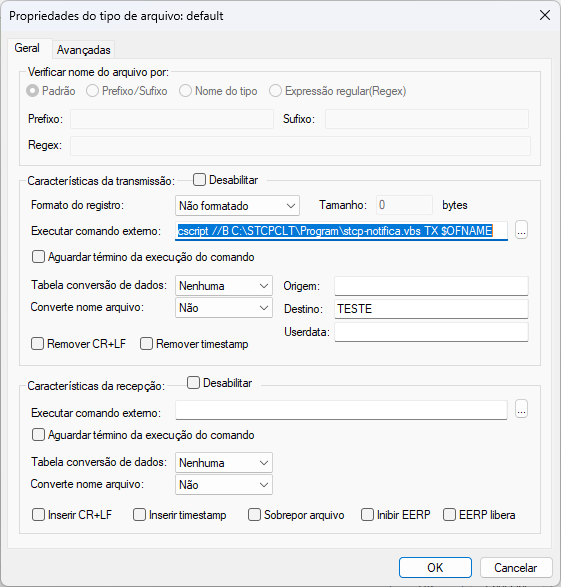 Propriedades do tipo de arquivo: default
Geral
Avançadas
Verificar nome do arquivo por:
Padrão Prefixo/Sufixo Nome do tipo Expressão regular(Regex)
Prefixo: Sufixo:
Regex:
Características da transmissão: Desabilitar
Formato do registro: Não formatado Tamanho: 0 bytes
Executar comando externo: cscript //B C:\STCPCLT\Program\stcp-notifica.vbs TX $OFNAME ...
Aguardar término da execução do comando
Tabela conversão de dados: Nenhuma Origem:
Converte nome arquivo: Não Destino: TESTE
Userdata:
Remover CR+LF Remover timestamp
Características da recepção: Desabilitar
Executar comando externo: ...
Aguardar término da execução do comando
Tabela conversão de dados: Nenhuma
Converte nome arquivo: Não
Inserir CR+LF Inserir timestamp Sobrepor arquivo Inibir EERP EERP libera
OK Cancelar